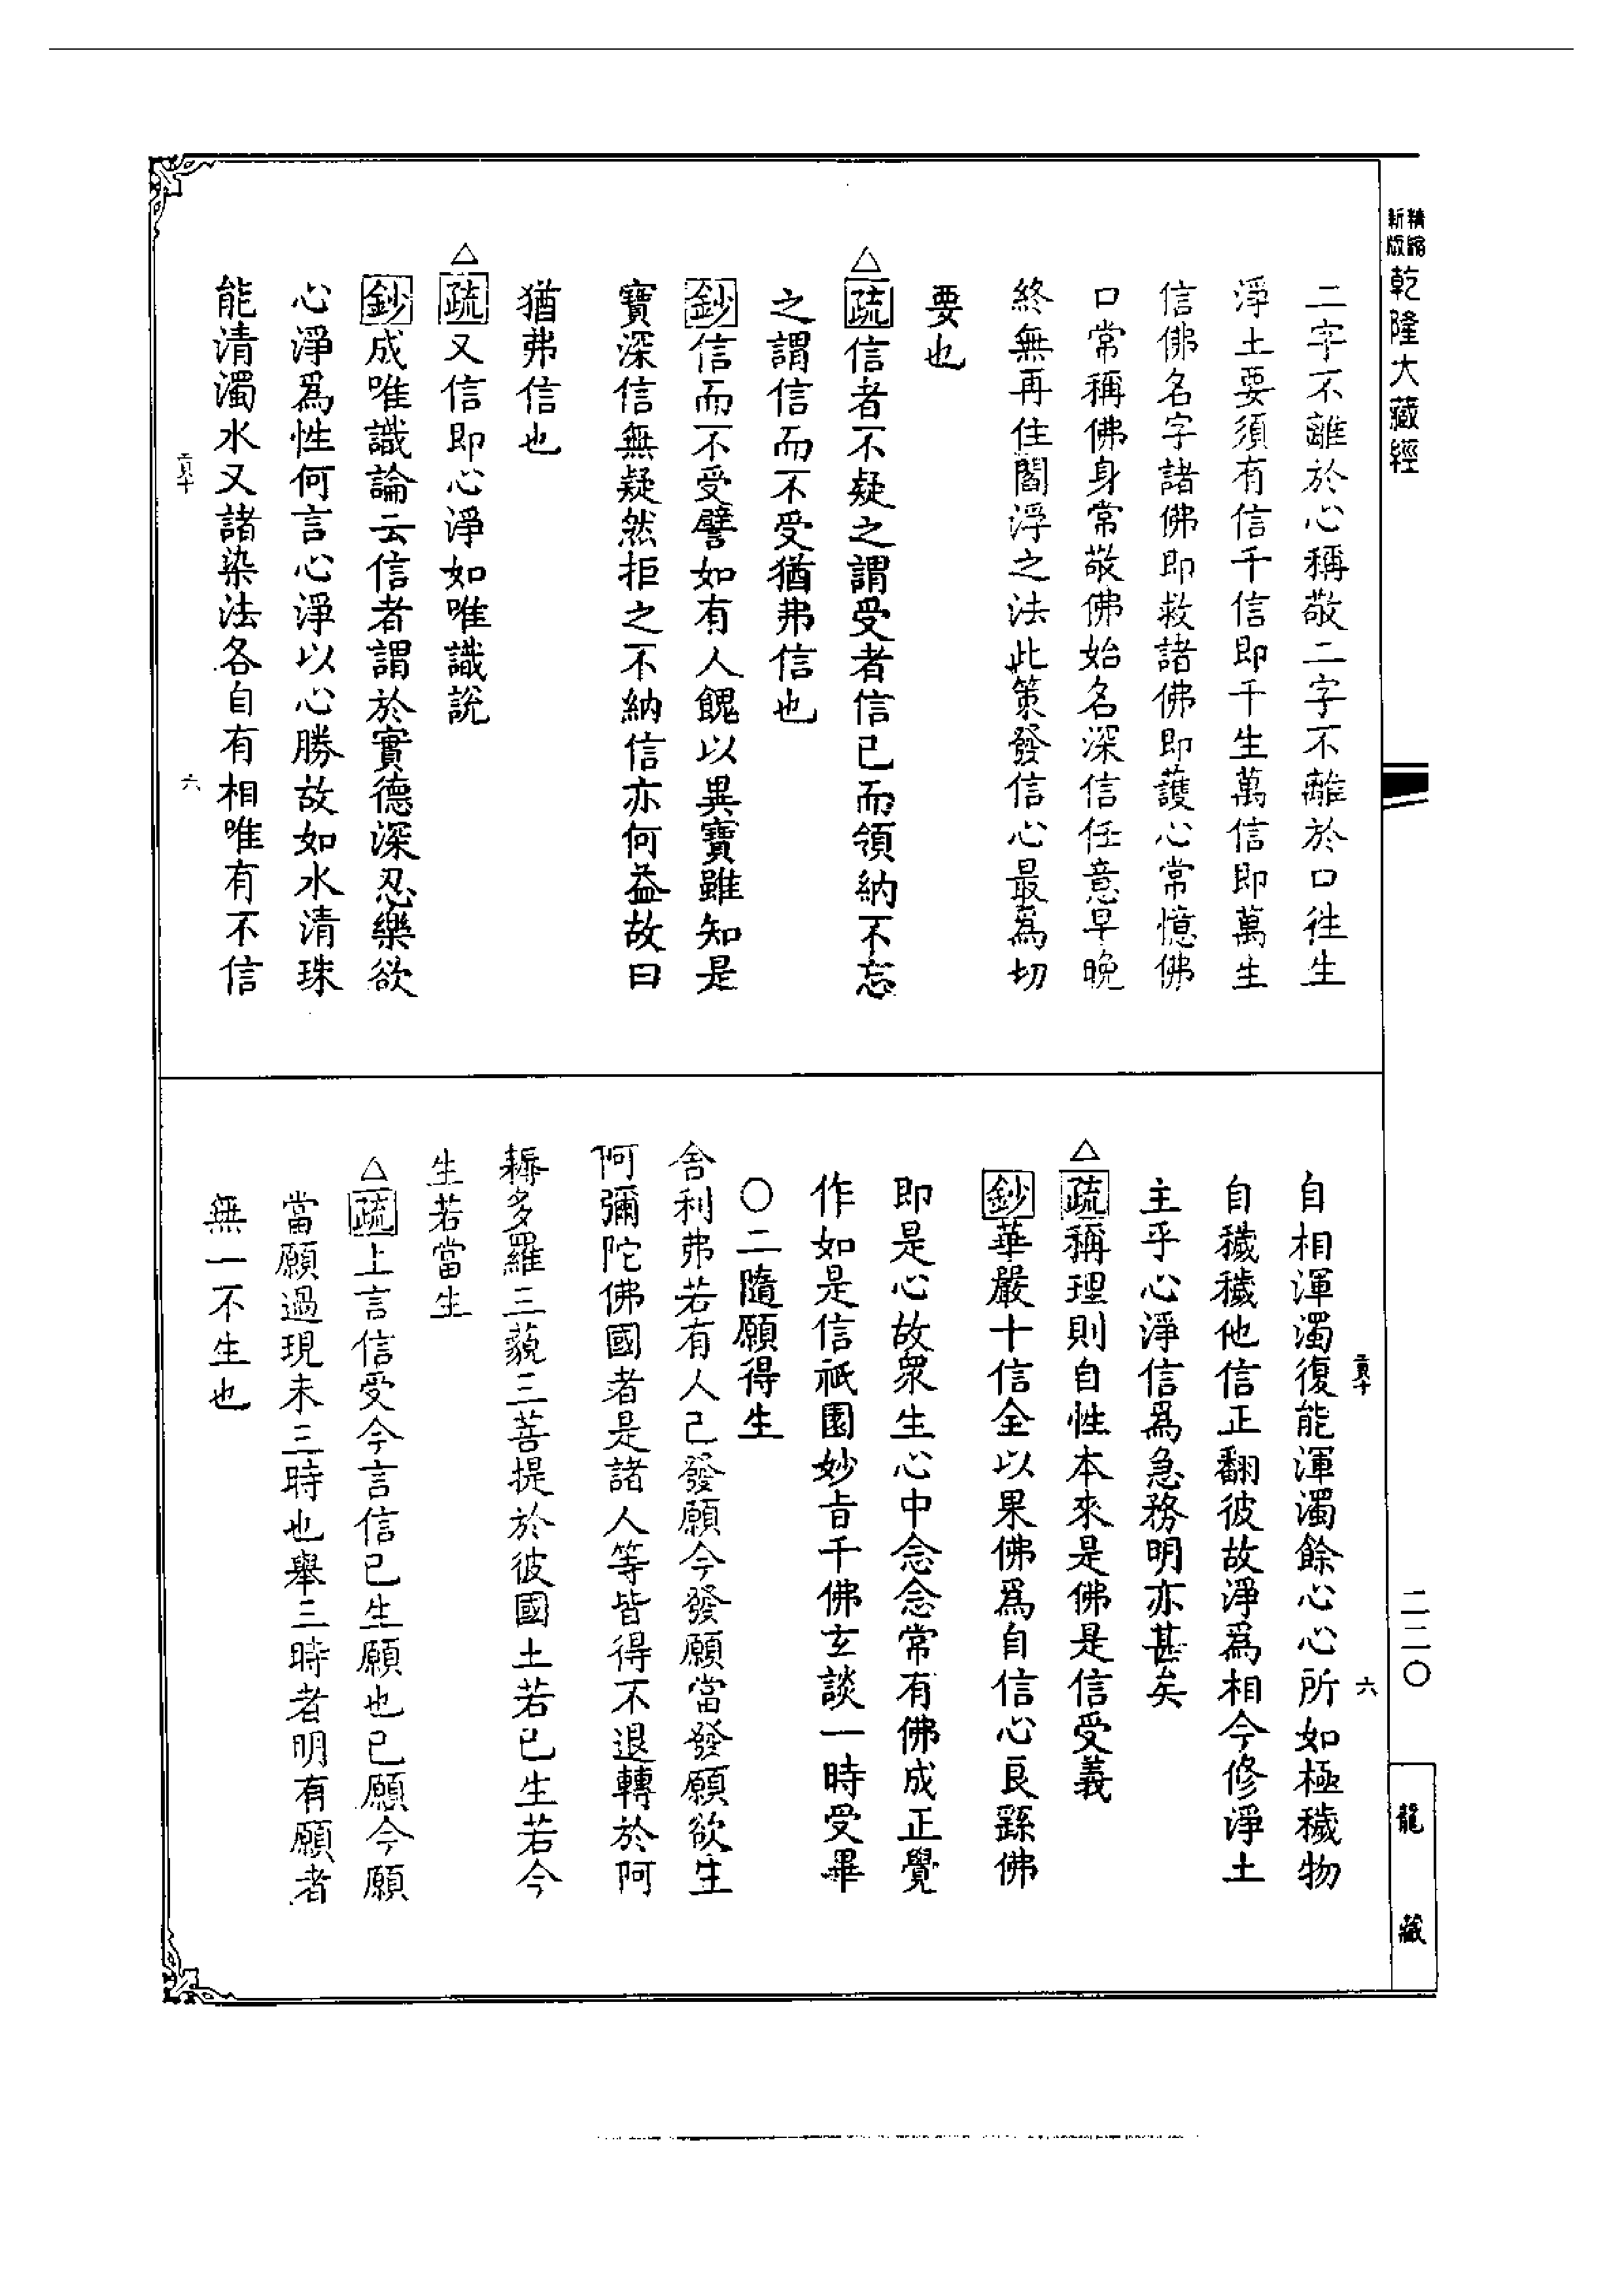 精縮
新版
乾隆大藏經
二字不離於心稱敬二字不離於口往生
淨土要須有信千信即千生萬信即萬生
信佛名字諸佛即救諸佛即護心常憶佛
口常稱佛身常敬佛始名深信任意早晚
終無再住閻浮之法此策發信心最爲切
要也
△疏信者不疑之謂受者信已而領納不忘
之謂信而不受猶弗信也
鈔信而不受譬如有人餽以異寶雖知是
寶深信無疑然拒之不納信亦何益故曰
猶弗信也
△疏又信即心淨如唯識說
鈔成唯識論云信者謂於實德深忍樂欲
心淨爲性何言心淨以心勝故如水清珠
能清濁水又諸染法各自有相唯有不信
六
二二〇
龍藏
六
自相渾濁復能渾濁餘心心所如極穢物
自穢穢他信正翻彼故淨爲相今修淨土
主乎心淨信爲急務明亦甚矣
△疏稱理則自性本來是佛是信受義
鈔華嚴十信全以果佛爲自信心良繇佛
即是心故衆生心中念念常有佛成正覺
作如是信祇園妙旨千佛玄談一時受畢
〇二隨願得生
舍利弗若有人已發願今發願當發願欲生
阿彌陀佛國者是諸人等皆得不退轉於阿
耨多羅三藐三菩提於彼國土若已生若今
生若當生
△疏上言信受今言信已生願也已願今願
當願過現未三時也舉三時者明有願者
無一不生也